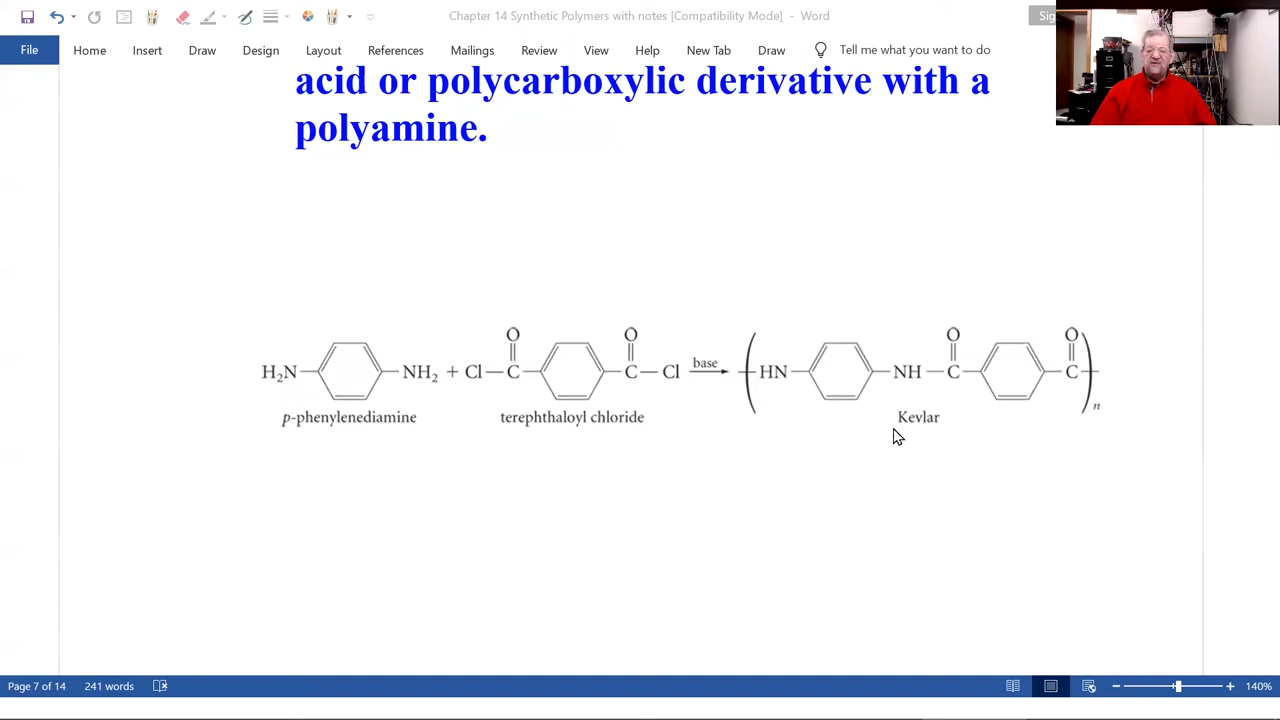 Chapter 14 Synthetic Polymers with notes [Compatibility Mode] - Word
File Home Insert Draw Design Layout References Mailings Review View Help New Tab Draw Tell me what you want to do
acid or polycarboxylic derivative with a
polyamine.
O O O O
H₂N NH₂ + Cl C C Cl base HN NH C C n
p-phenylenediamine terephthaloyl chloride Kevlar
Page 7 of 14 241 words 140%